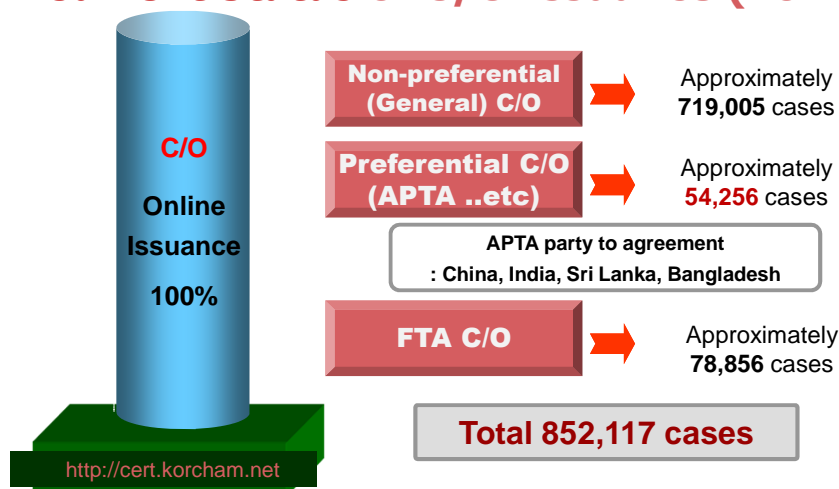 C/O
Online
Issuance
100%
http://cert.korcham.net
Non-preferential
(General) C/O
Approximately
719,005 cases
Preferential C/O
(APTA ..etc)
Approximately
54,256 cases
APTA party to agreement
: China, India, Sri Lanka, Bangladesh
FTA C/O
Approximately
78,856 cases
Total 852,117 cases